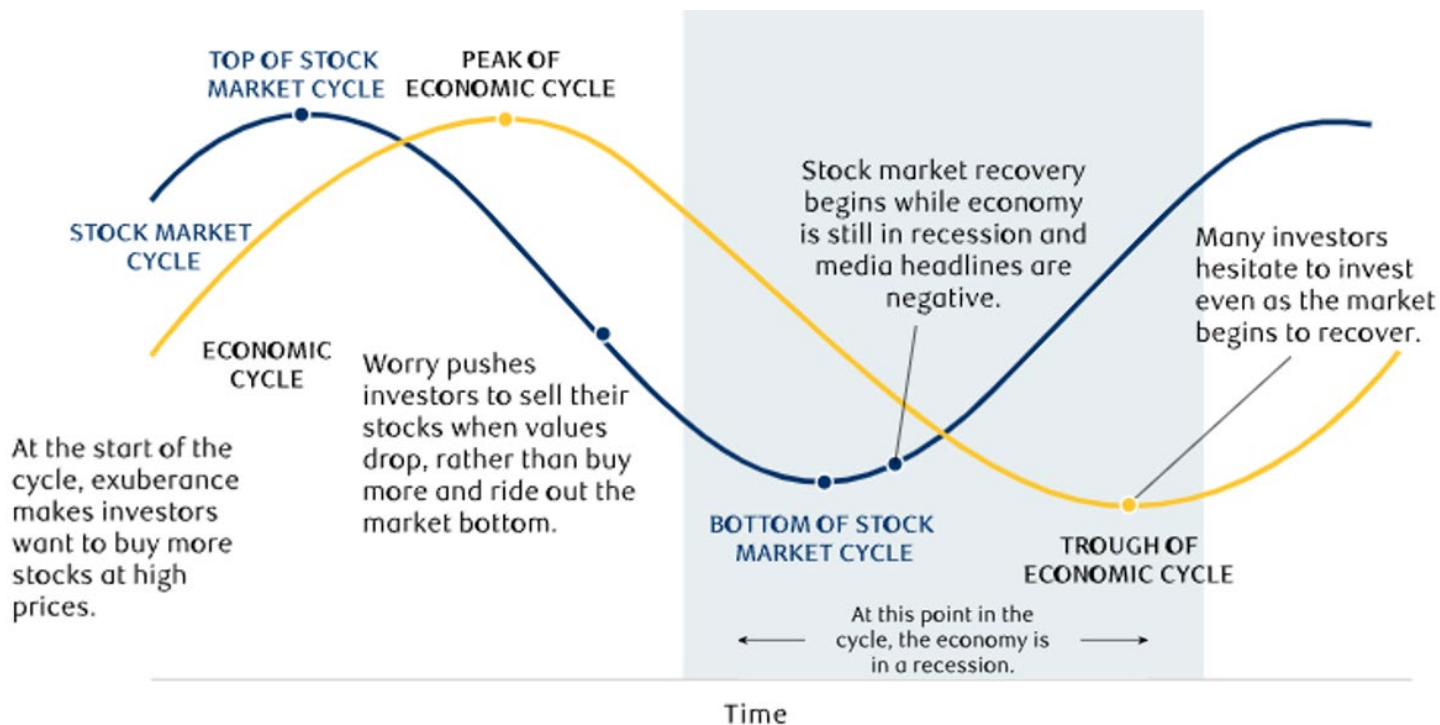 TOP OF STOCK
MARKET CYCLE
PEAK OF
ECONOMIC CYCLE
STOCK MARKET
CYCLE
ECONOMIC
CYCLE
At the start of the
cycle, exuberance
makes investors
want to buy more
stocks at high
prices.
Worry pushes
investors to sell their
stocks when values
drop, rather than buy
more and ride out the
market bottom.
Stock market recovery
begins while economy
is still in recession and
media headlines are
negative.
Many investors
hesitate to invest
even as the market
begins to recover.
BOTTOM OF STOCK
MARKET CYCLE
TROUGH OF
ECONOMIC CYCLE
At this point in the
cycle, the economy is
in a recession.
Time